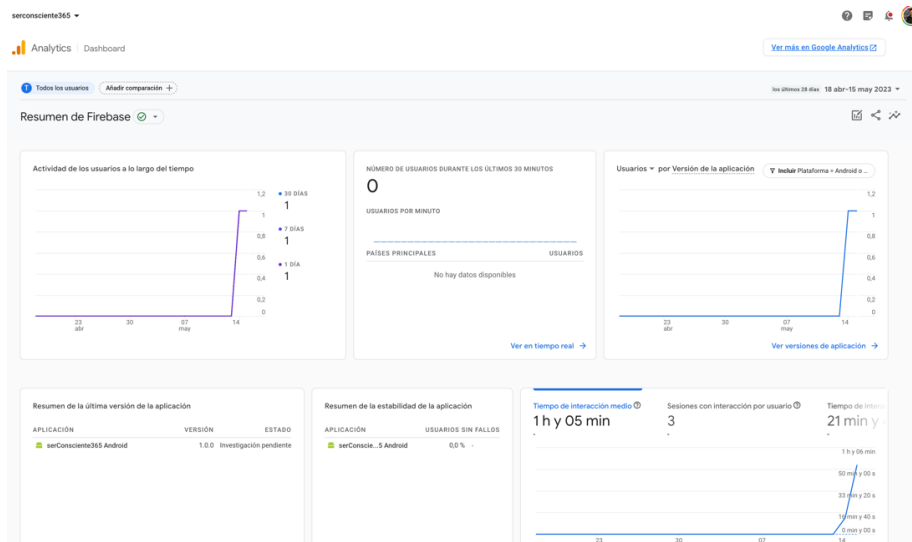 serconsciente365
Analytics Dashboard
Ver más en Google Analytics
T Todos los usuarios Añadir comparación +
los últimos 28 días 18 abr-15 may 2023
Resumen de Firebase
Actividad de los usuarios a lo largo del tiempo
1,2
1
0,8
0,6
0,4
0,2
0
23 abr
30
07 may
14
30 DÍAS
1
7 DÍAS
1
1 DÍA
1
NÚMERO DE USUARIOS DURANTE LOS ÚLTIMOS 30 MINUTOS
0
USUARIOS POR MINUTO
PAÍSES PRINCIPALES USUARIOS
No hay datos disponibles
Ver en tiempo real
Usuarios por Versión de la aplicación
Incluir Plataforma = Android o ...
1,2
1
0,8
0,6
0,4
0,2
0
23 abr
30
07 may
14
Ver versiones de aplicación
Resumen de la última versión de la aplicación
APLICACIÓN VERSIÓN ESTADO
serConsciente365 Android 1.0.0 Investigación pendiente
Resumen de la estabilidad de la aplicación
APLICACIÓN USUARIOS SIN FALLOS
serConscie...5 Android 0,0 % -
Tiempo de interacción medio
1 h y 05 min
-
Sesiones con interacción por usuario
3
-
Tiempo de
21 min y
-
1 h y 06 min
50 min y 00 s
33 min y 20 s
16 min y 40 s
0 min y 00 s
23
30
07
14